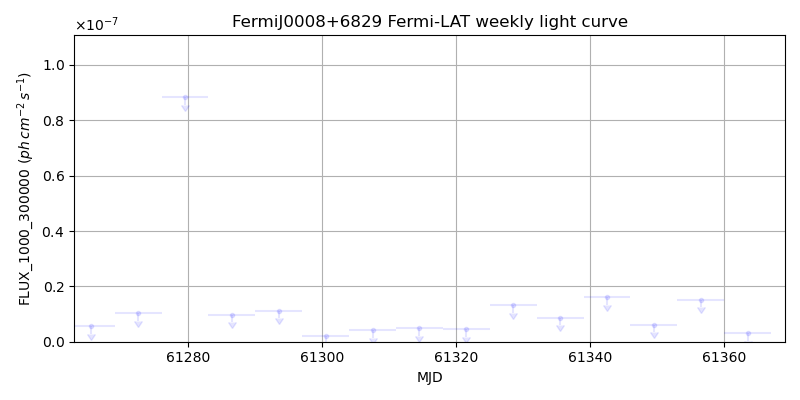 FermiJ0008+6829 Fermi-LAT weekly light curve
×10⁻⁷
FLUX_1000_300000 (ph cm⁻² s⁻¹)
1.0
0.8
0.6
0.4
0.2
0.0
61280 61300 61320 61340 61360
MJD